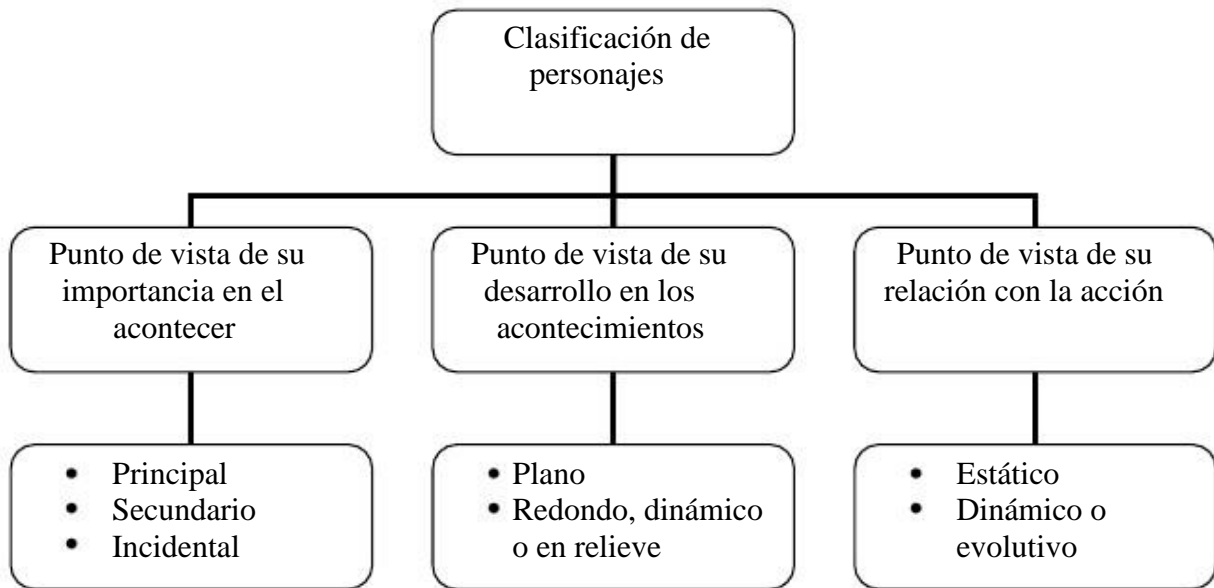 Clasificación de
personajes
Punto de vista de su
importancia en el
acontecer
Punto de vista de su
desarrollo en los
acontecimientos
Punto de vista de su
relación con la acción
• Principal
• Secundario
• Incidental
• Plano
• Redondo, dinámico
o en relieve
• Estático
• Dinámico o
evolutivo